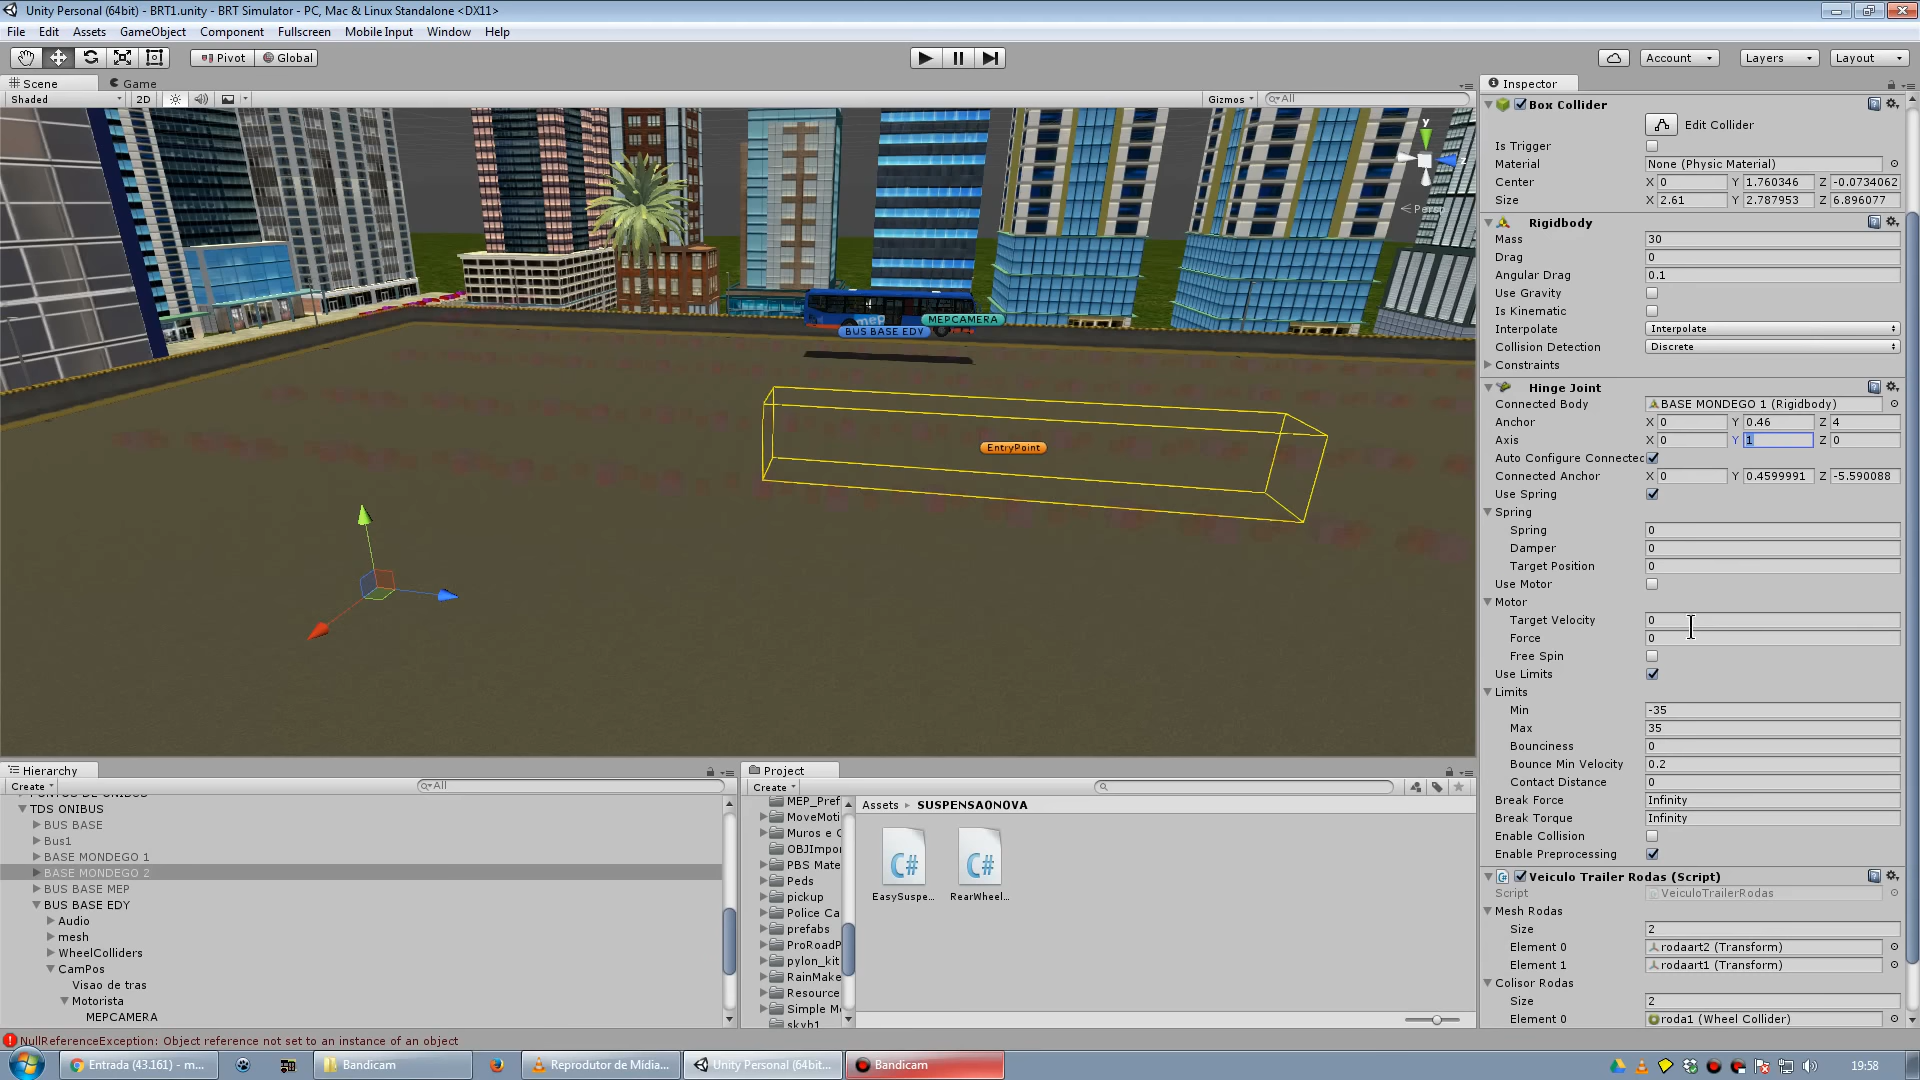 Unity Personal (64bit) - BRT1.unity - BRT Simulator - PC, Mac & Linux Standalone <DX11>
File Edit Assets GameObject Component Fullscreen Mobile Input Window Help
Pivot Global Account Layers Layout
Scene Game
Shaded 2D Gizmos All
y
z
Persp
MEPCAMERA
BUS BASE EDY
EntryPoint
Inspector
Box Collider
Edit Collider
Is Trigger
Material None (Physic Material)
Center X 0 Y 1.760346 Z -0.0734062
Size X 2.61 Y 2.787953 Z 6.896077
Rigidbody
Mass 30
Drag 0
Angular Drag 0.1
Use Gravity
Is Kinematic
Interpolate Interpolate
Collision Detection Discrete
Constraints
Hinge Joint
Connected Body BASE MONDEGO 1 (Rigidbody)
Anchor X 0 Y 0.46 Z 4
Axis X 0 Y 1 Z 0
Auto Configure Connected
Connected Anchor X 0 Y 0.4599991 Z -5.590088
Use Spring
Spring
Spring 0
Damper 0
Target Position 0
Use Motor
Motor
Target Velocity 0
Force 0
Free Spin
Use Limits
Limits
Min -35
Max 35
Bounciness 0
Bounce Min Velocity 0.2
Contact Distance 0
Break Force Infinity
Break Torque Infinity
Enable Collision
Enable Preprocessing
Veiculo Trailer Rodas (Script)
Script VeiculoTrailerRodas
Mesh Rodas
Size 2
Element 0 rodaart2 (Transform)
Element 1 rodaart1 (Transform)
Colisor Rodas
Size 2
Element 0 roda1 (Wheel Collider)
Hierarchy
Create All
TDS ONIBUS
BUS BASE
Bus1
BASE MONDEGO 1
BASE MONDEGO 2
BUS BASE MEP
BUS BASE EDY
Audio
mesh
WheelColliders
CamPos
Visao de tras
Motorista
MEPCAMERA
Project
Create
MEP_Pref
MoveMoti
Muros e C
OBJImpor
PBS Mate
Peds
pickup
Police Ca
prefabs
ProRoadP
pylon_kit
RainMake
Resource
Simple M
skyb1
Assets ▸ SUSPENSAONOVA
C# C#
EasySuspe... RearWheel...
NullReferenceException: Object reference not set to an instance of an object
Entrada (43.161) - m... Bandicam Reprodutor de Mídia... Unity Personal (64bit... Bandicam 19:58